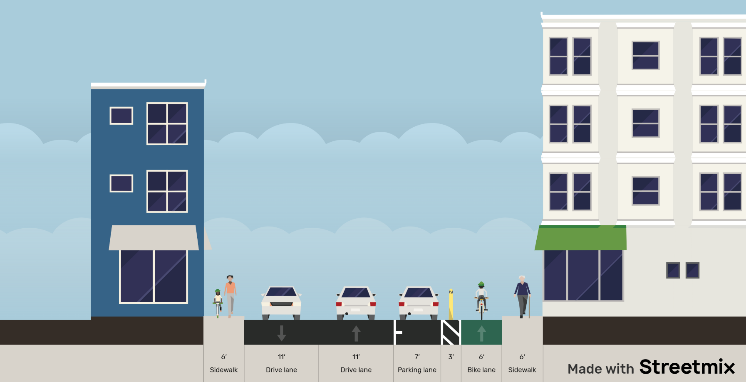 6' 11' 11' 7' 3' 6' 6'
Sidewalk Drive lane Drive lane Parking lane Bike lane Sidewalk
Made with Streetmix